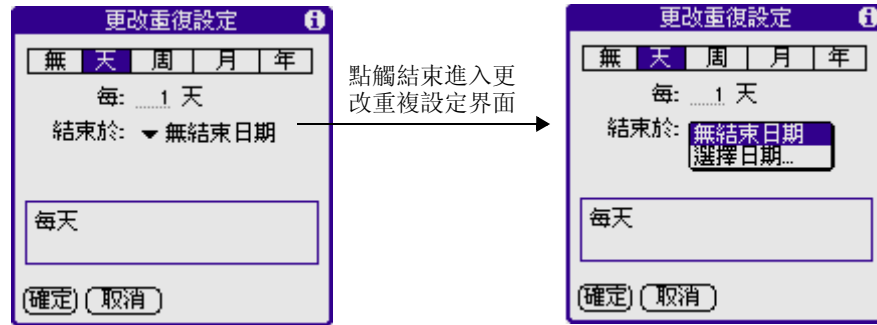 更改重復設定
無 天 周 月 年
每: 1 天
結束於: 無結束日期
每天
確定 取消
點觸結束進入更
改重複設定界面
更改重復設定
無 天 周 月 年
每: 1 天
結束於: 無結束日期
選擇日期...
每天
確定 取消